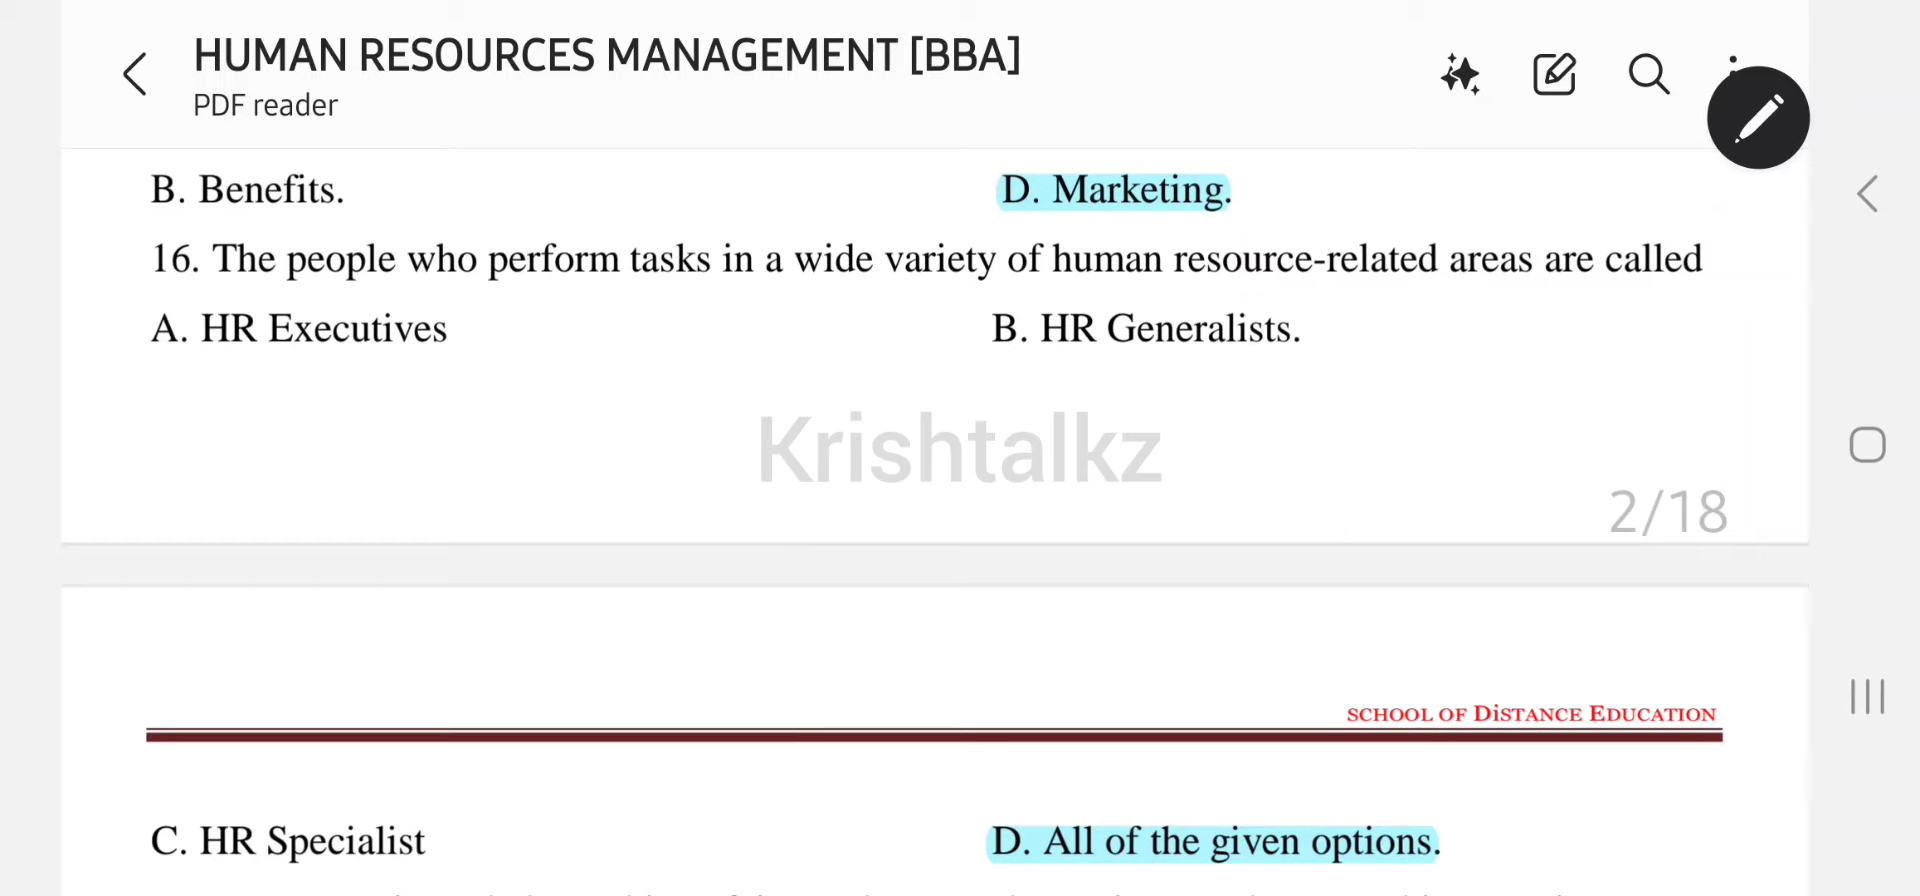 HUMAN RESOURCES MANAGEMENT [BBA]
PDF reader
B. Benefits. D. Marketing.
16. The people who perform tasks in a wide variety of human resource-related areas are called
A. HR Executives B. HR Generalists.
Krishtalkz
2/18
SCHOOL OF DiSTANCE EDUCATION
C. HR Specialist D. All of the given options.